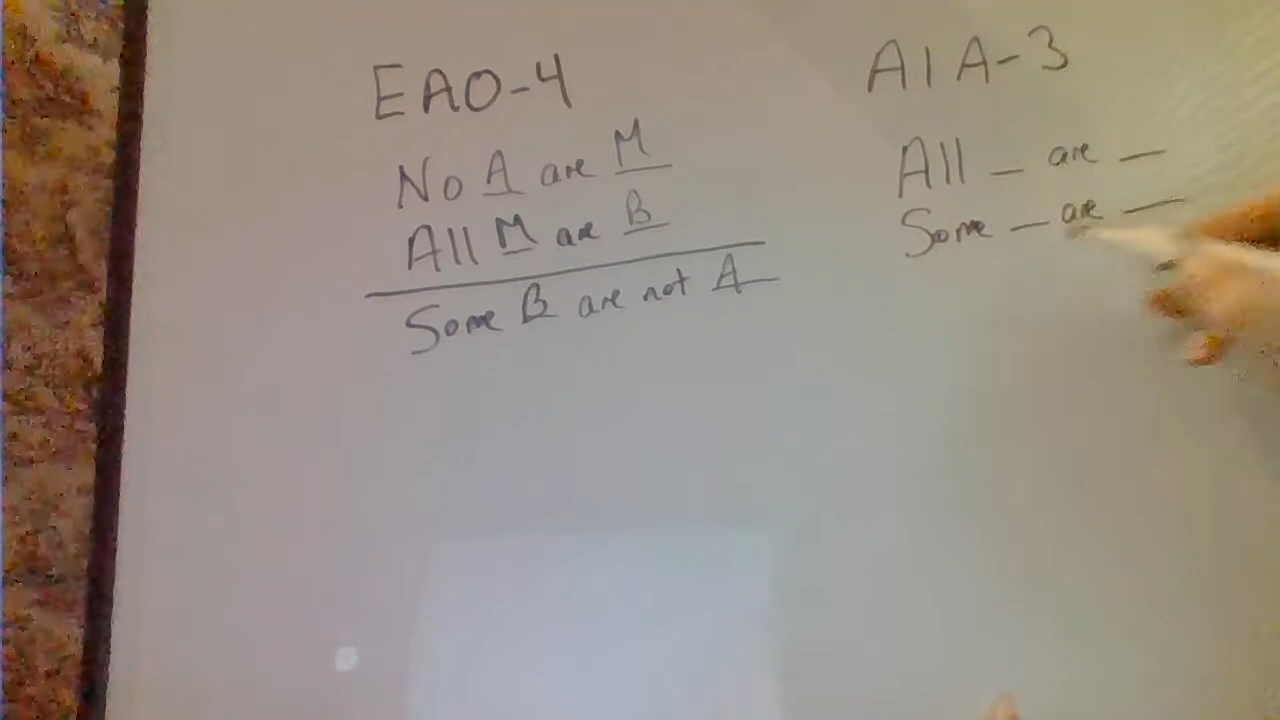 EAO-4
No A are M
All M are B
Some B are not A
AIA-3
All _ are _
Some _ are _